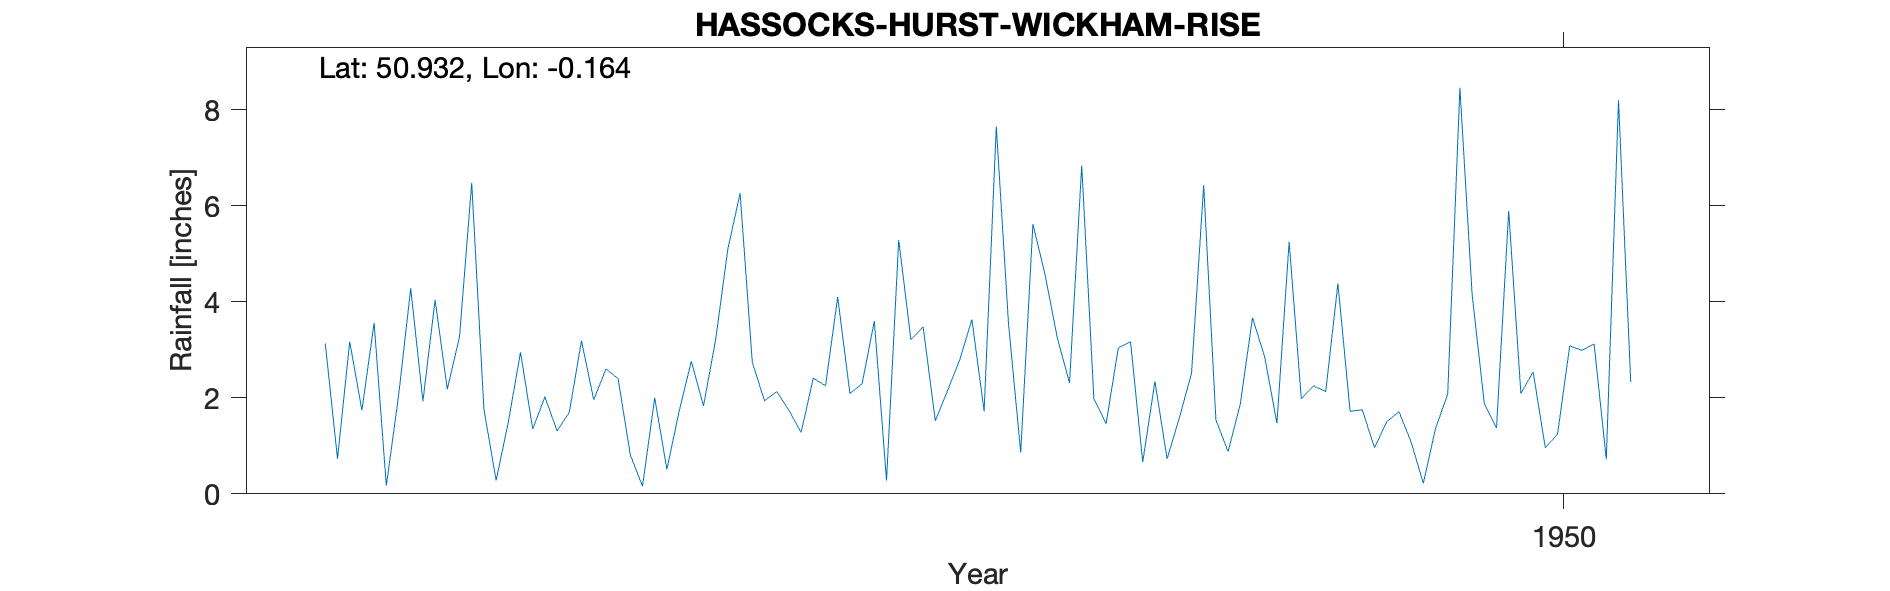 HASSOCKS-HURST-WICKHAM-RISE
Lat: 50.932, Lon: -0.164
8
6
4
2
0
Rainfall [inches]
1950
Year